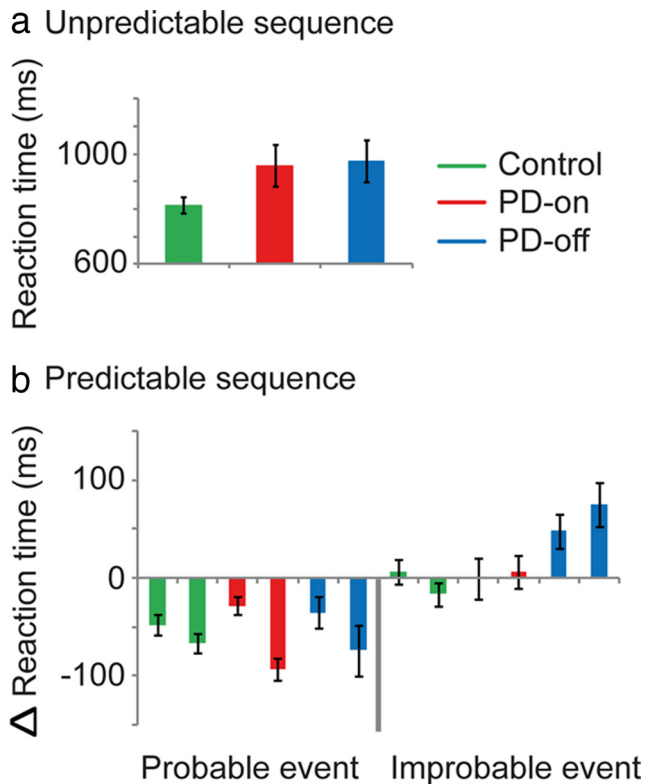 a Unpredictable sequence
Reaction time (ms)
1000
600
Control
PD-on
PD-off
b Predictable sequence
Δ Reaction time (ms)
100
0
-100
Probable event
Improbable event